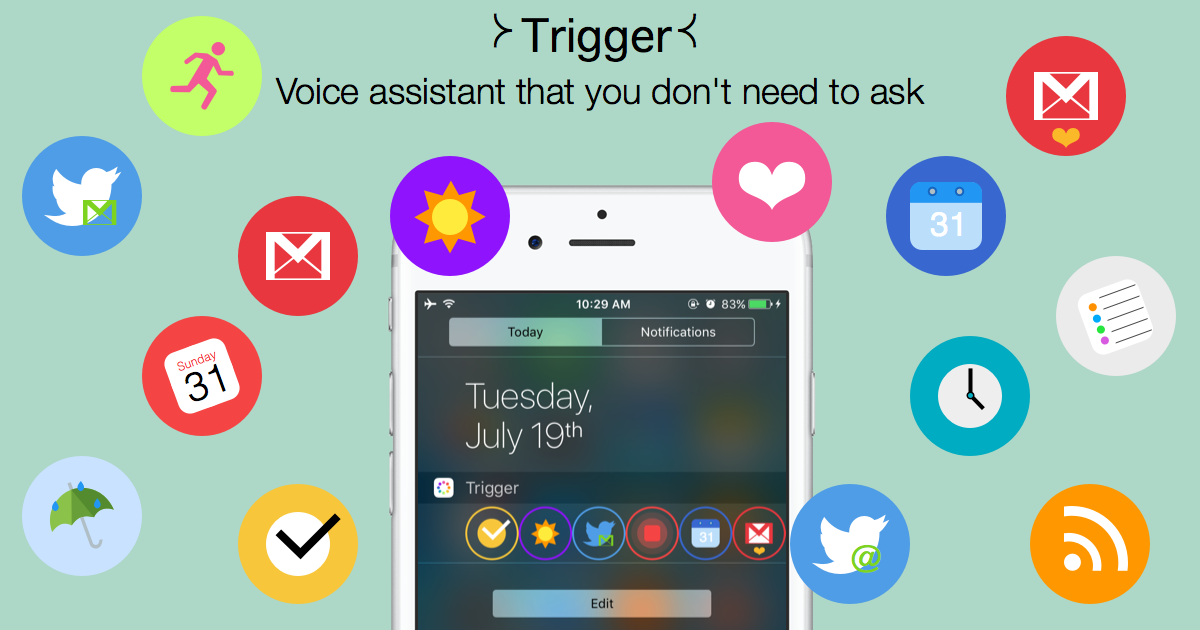 Trigger
Voice assistant that you don't need to ask
31
Sunday
31
10:29 AM
83%
Today
Notifications
Tuesday,
July 19th
Trigger
31
@
Edit